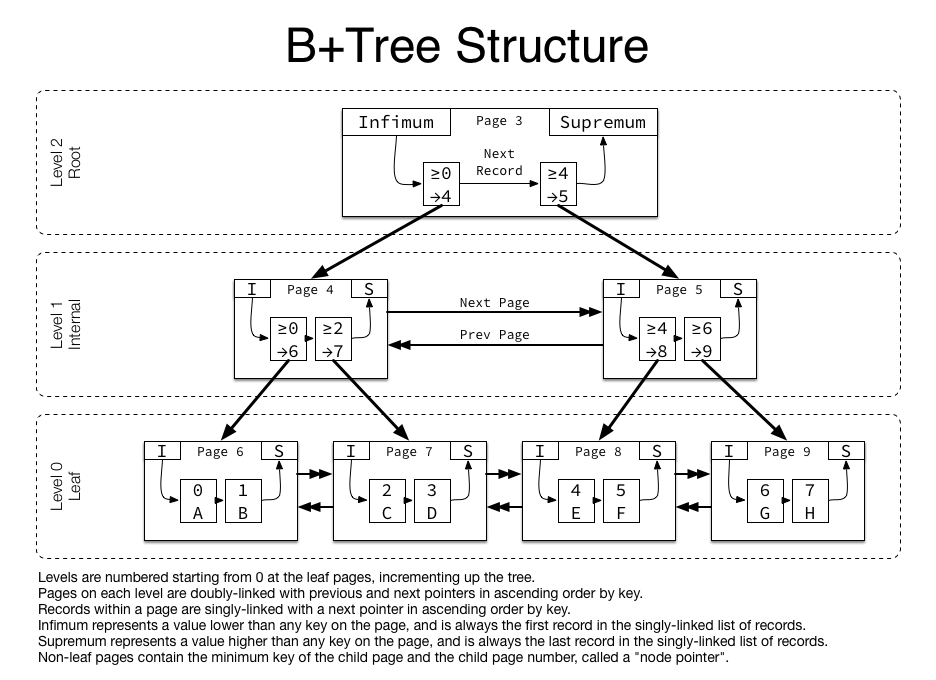 B+Tree Structure
Level 2
Root
Infimum
Page 3
Supremum
Next
Record
≥0
→4
≥4
→5
Level 1
Internal
I
Page 4
S
≥0
→6
≥2
→7
Next Page
Prev Page
I
Page 5
S
≥4
→8
≥6
→9
Level 0
Leaf
I
Page 6
S
0
A
1
B
I
Page 7
S
2
C
3
D
I
Page 8
S
4
E
5
F
I
Page 9
S
6
G
7
H
Levels are numbered starting from 0 at the leaf pages, incrementing up the tree.
Pages on each level are doubly-linked with previous and next pointers in ascending order by key.
Records within a page are singly-linked with a next pointer in ascending order by key.
Infimum represents a value lower than any key on the page, and is always the first record in the singly-linked list of records.
Supremum represents a value higher than any key on the page, and is always the last record in the singly-linked list of records.
Non-leaf pages contain the minimum key of the child page and the child page number, called a "node pointer".